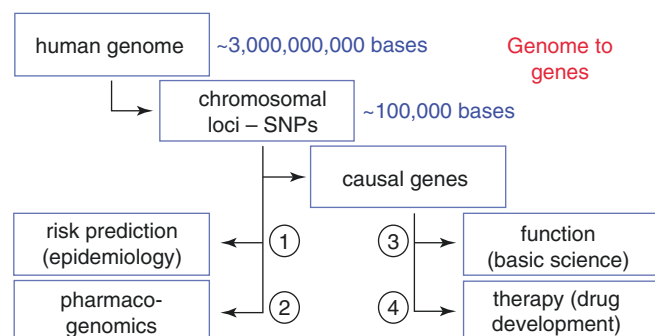 human genome
~3,000,000,000 bases
Genome to
genes
chromosomal
loci – SNPs
~100,000 bases
causal genes
risk prediction
(epidemiology)
1
3
function
(basic science)
pharmaco-
genomics
2
4
therapy (drug
development)